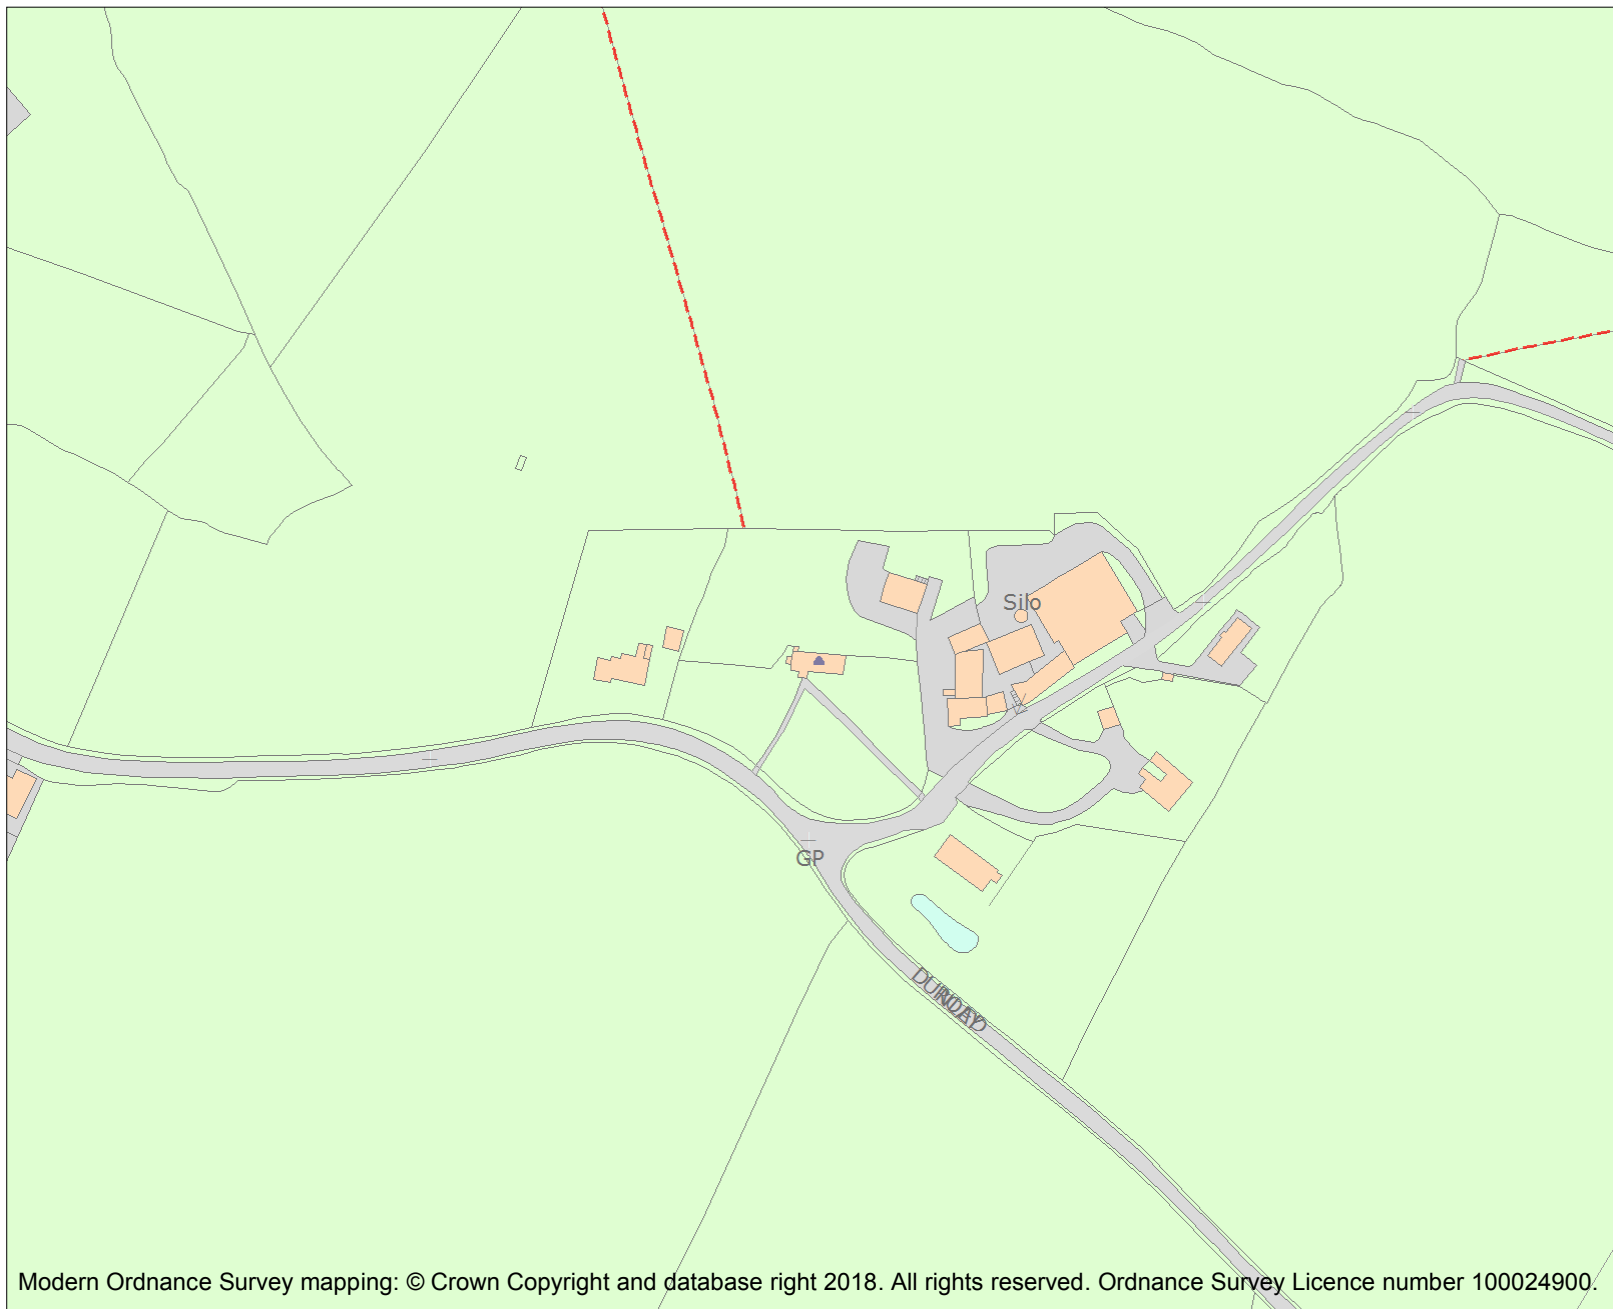 Silo
GP
Modern Ordnance Survey mapping: © Crown Copyright and database right 2018. All rights reserved. Ordnance Survey Licence number 100024900.